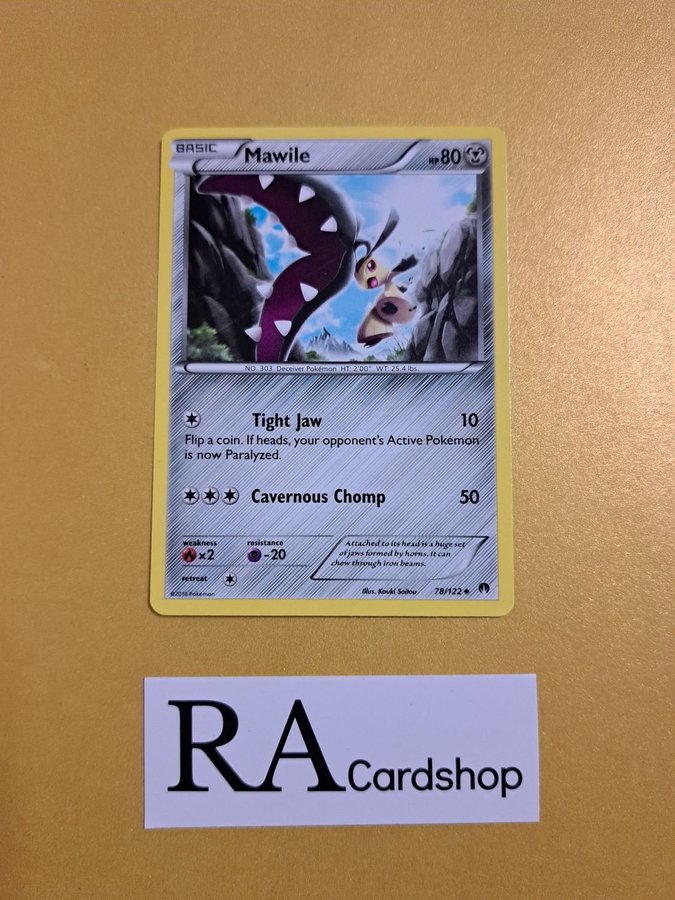 BASIC Mawile HP 80
NO. 303 Deceiver Pokémon HT: 2'00" WT: 25.4 lbs.
Tight Jaw 10
Flip a coin. If heads, your opponent's Active Pokémon
is now Paralyzed.
Cavernous Chomp 50
weakness resistance
x2 -20
retreat
Attached to its head is a huge set
of jaws formed by horns. It can
chew through iron beams.
©2016 Pokémon Illus. Kouki Saitou 78/122
RA Cardshop